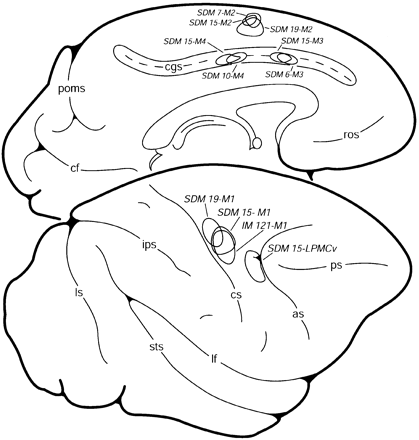 SDM 7-M2
SDM 15-M2
SDM 19-M2
SDM 15-M4
SDM 15-M3
cgs
SDM 10-M4
SDM 6-M3
poms
ros
cf
SDM 19-M1
SDM 15- M1
IM 121-M1
ips
SDM 15-LPMCv
ps
ls
cs
as
sts
lf